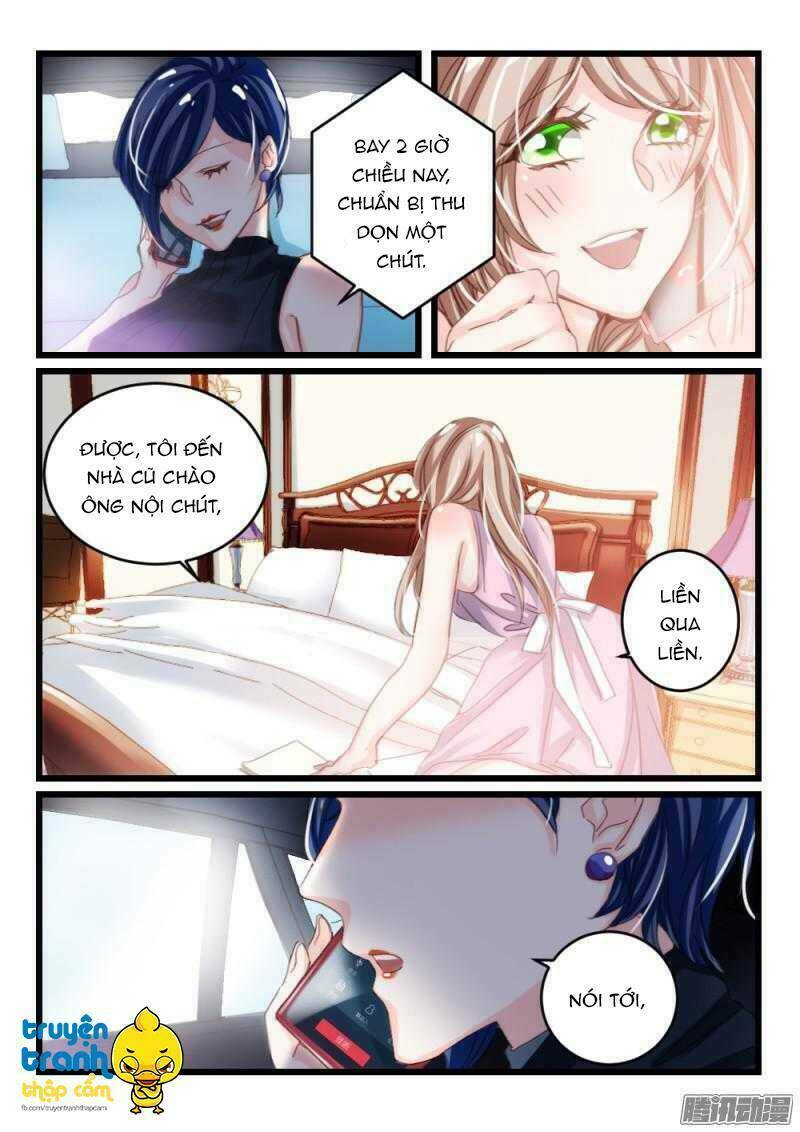 BAY 2 GIỜ
CHIỀU NAY,
CHUẨN BỊ THU
DỌN MỘT
CHÚT.
ĐƯỢC, TÔI ĐẾN
NHÀ CŨ CHÀO
ÔNG NỘI CHÚT,
LIỀN
QUA
LIỀN.
NÓI TỚI,
truyện
tranh
thập cẩm
fb.com/truyentranhthapcam
腾讯动漫